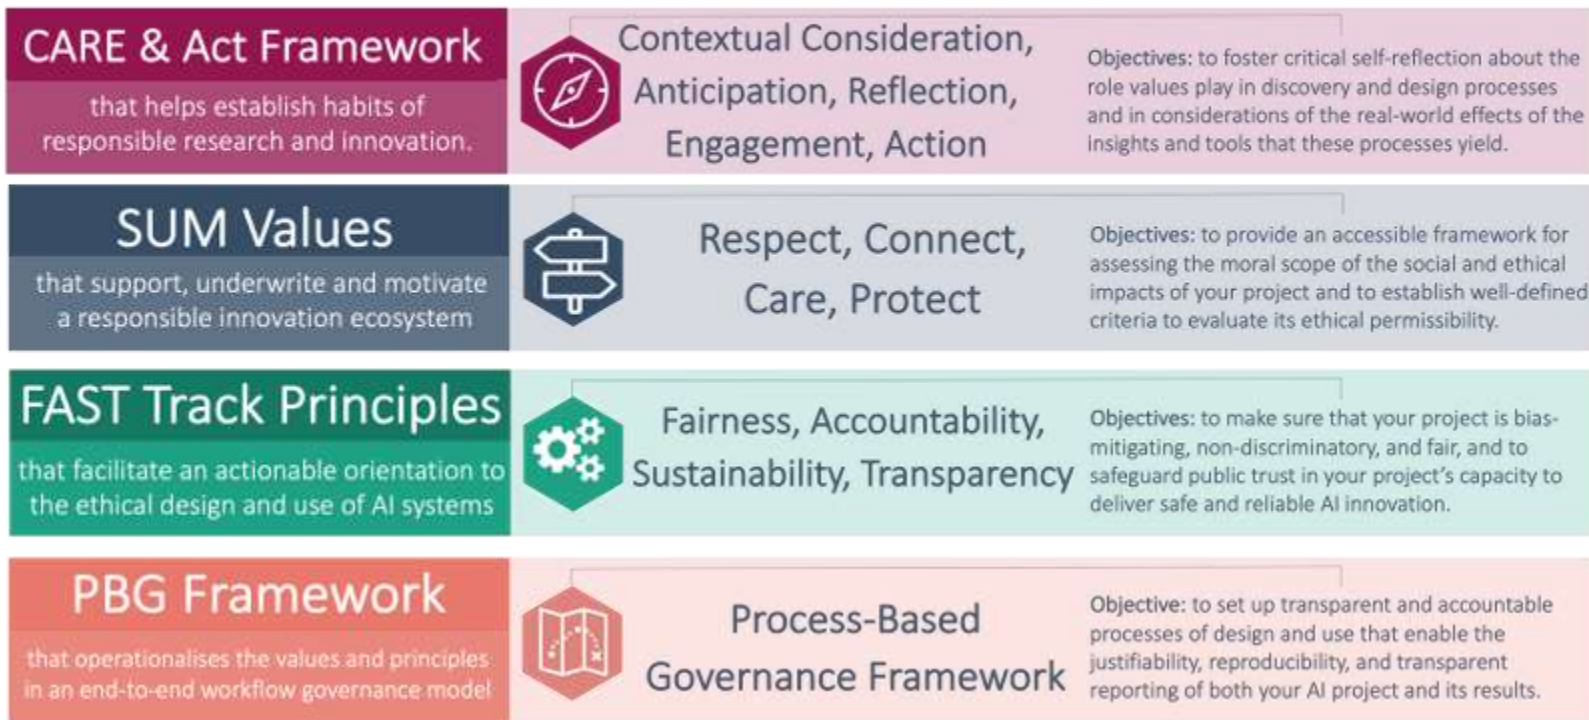 CARE & Act Framework
that helps establish habits of
responsible research and innovation.
Contextual Consideration,
Anticipation, Reflection,
Engagement, Action
Objectives: to foster critical self-reflection about the
role values play in discovery and design processes
and in considerations of the real-world effects of the
insights and tools that these processes yield.
SUM Values
that support, underwrite and motivate
a responsible innovation ecosystem
Respect, Connect,
Care, Protect
Objectives: to provide an accessible framework for
assessing the moral scope of the social and ethical
impacts of your project and to establish well-defined
criteria to evaluate its ethical permissibility.
FAST Track Principles
that facilitate an actionable orientation to
the ethical design and use of AI systems
Fairness, Accountability,
Sustainability, Transparency
Objectives: to make sure that your project is bias-
mitigating, non-discriminatory, and fair, and to
safeguard public trust in your project's capacity to
deliver safe and reliable AI innovation.
PBG Framework
that operationalises the values and principles
in an end-to-end workflow governance model
Process-Based
Governance Framework
Objective: to set up transparent and accountable
processes of design and use that enable the
justifiability, reproducibility, and transparent
reporting of both your AI project and its results.